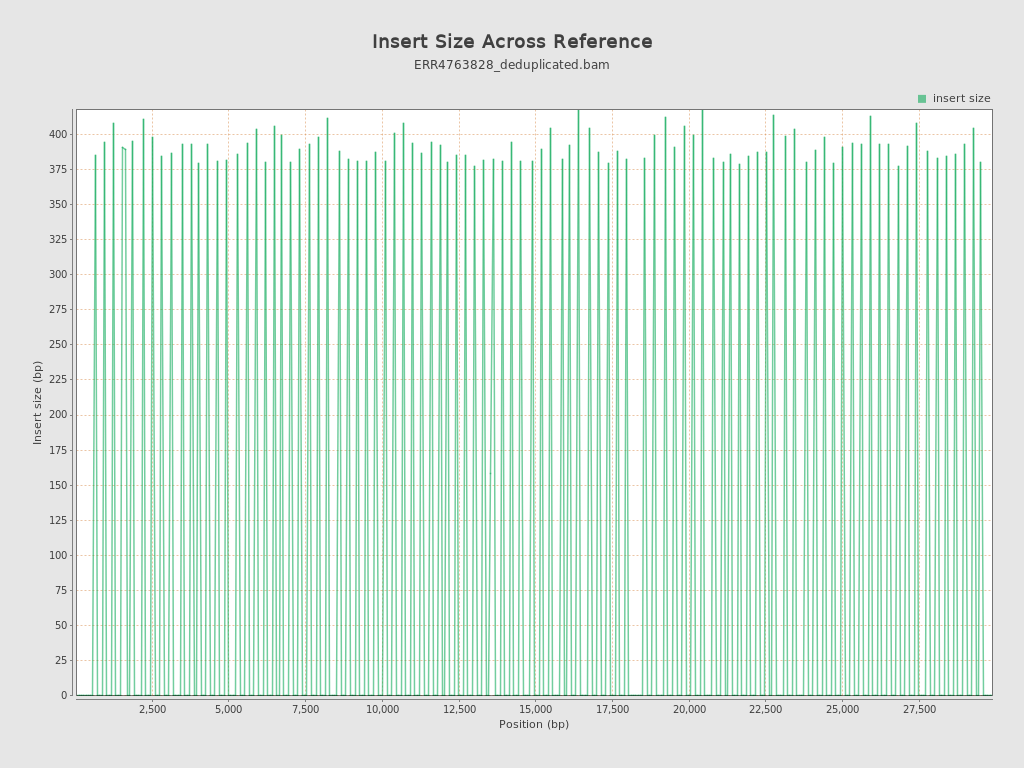 Insert Size Across Reference
ERR4763828_deduplicated.bam
insert size
400
375
350
325
300
275
250
225
200
175
150
125
100
75
50
25
0
Insert size (bp)
2,500 5,000 7,500 10,000 12,500 15,000 17,500 20,000 22,500 25,000 27,500
Position (bp)